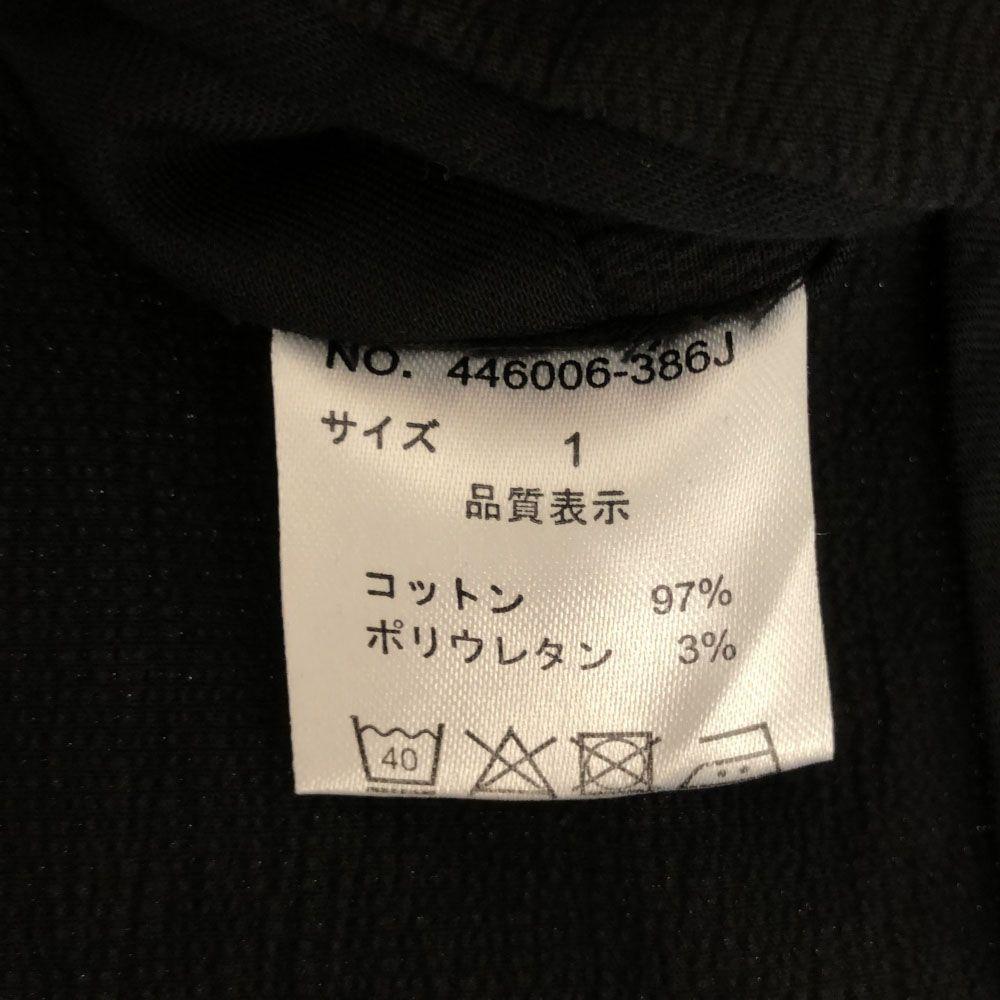 NO. 446006-386J
サイズ 1
品質表示
コットン 97%
ポリウレタン 3%
40